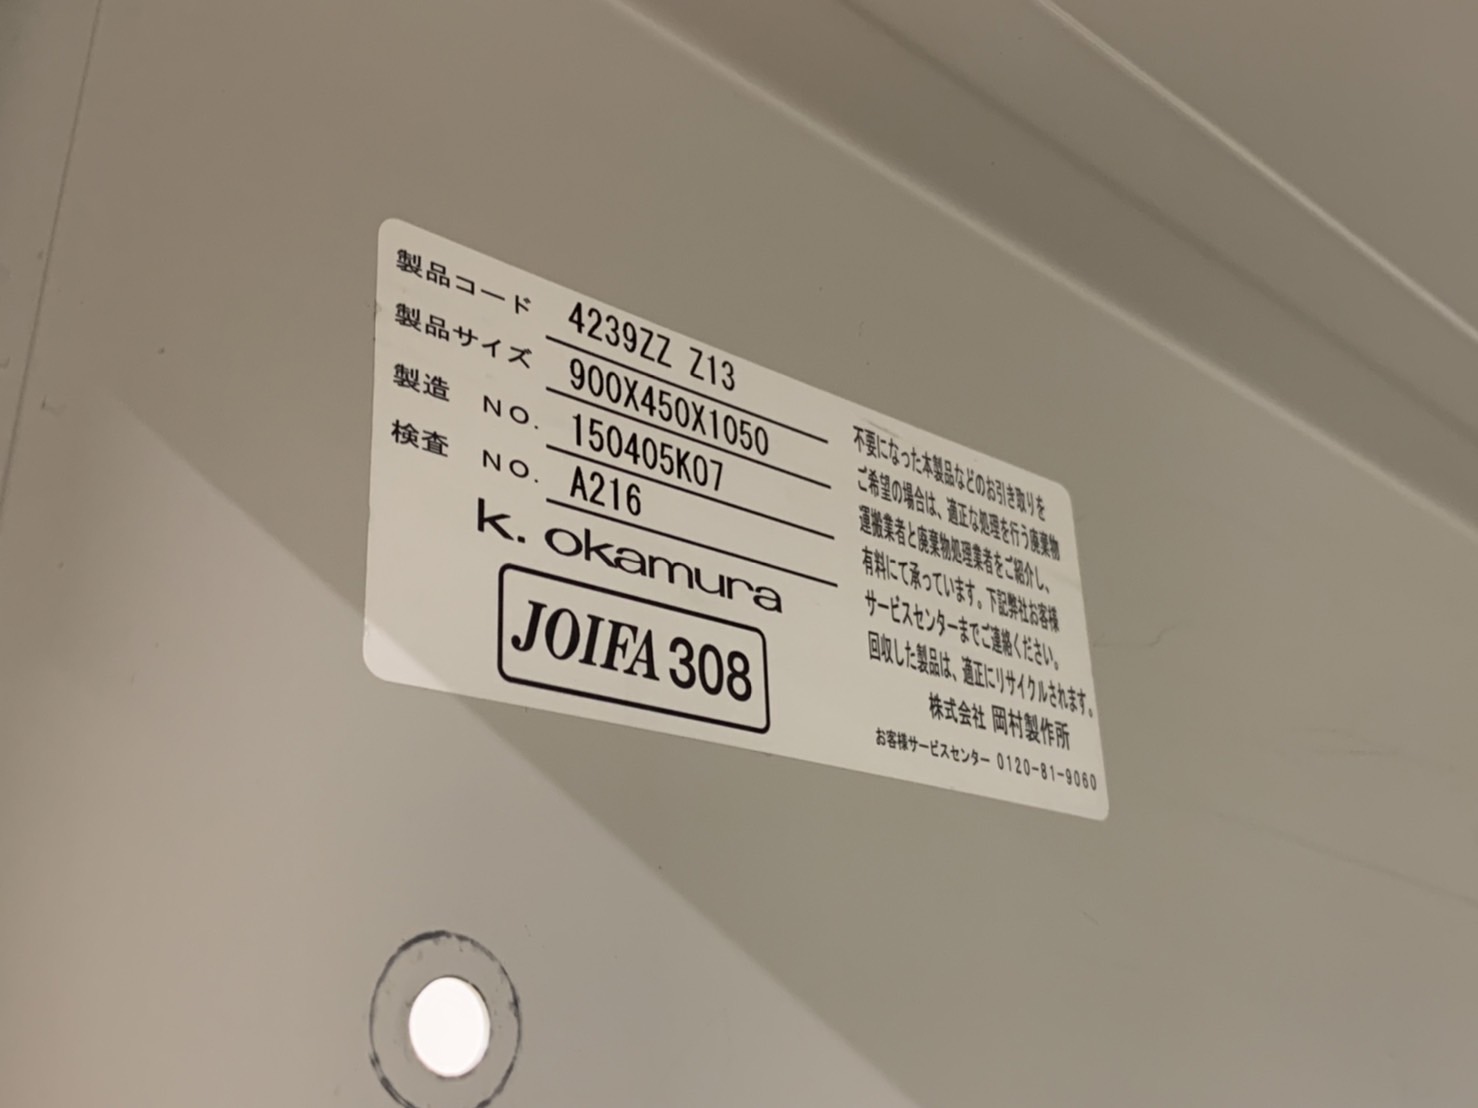 製品コード 4239ZZ Z13
製品サイズ 900X450X1050
製造 NO. 150405K07
検査 NO. A216
k. okamura
JOIFA 308
不要になった本製品などのお引き取りを
ご希望の場合は、適正な処理を行う廃棄物
運搬業者と廃棄物処理業者をご紹介し、
有料にて承っています。下記弊社お客様
サービスセンターまでご連絡ください。
回収した製品は、適正にリサイクルされます。
株式会社 岡村製作所
お客様サービスセンター 0120-81-9060